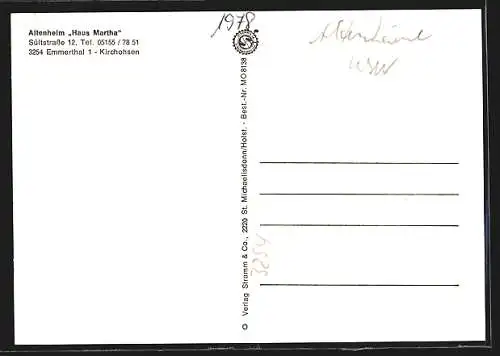 Altenheim „Haus Martha"
Sültstraße 12, Tel. 05155 / 78 51
3254 Emmerthal 1 - Kirchohsen
1978
© Verlag Stramm & Co., 2220 St. Michaelisdonn/Holst. - Best.-Nr. MO 8138
3254